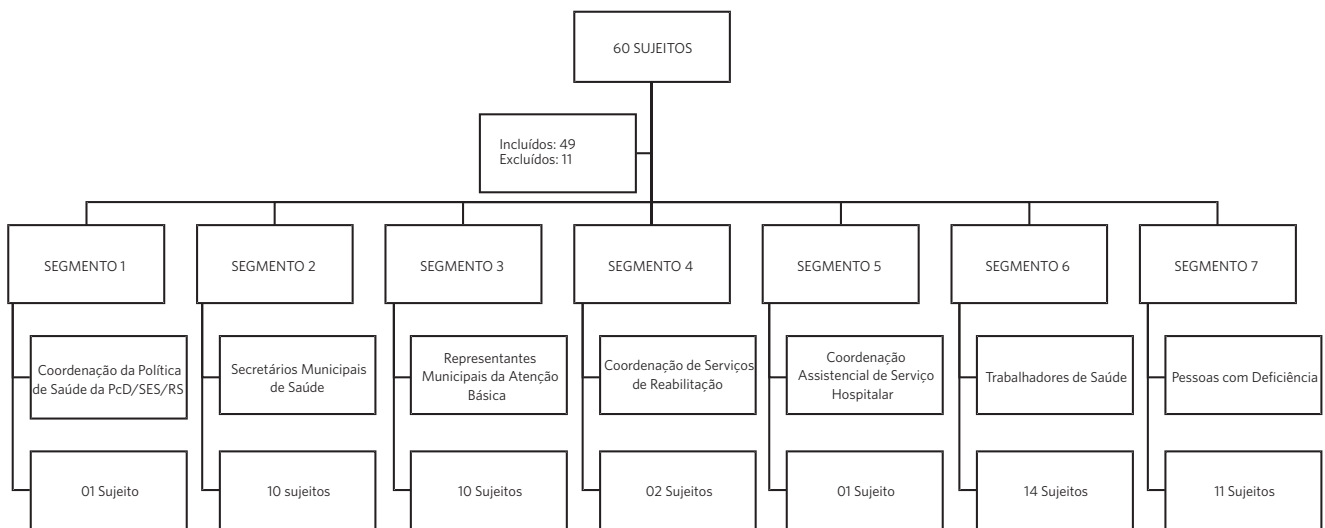 60 SUJEITOS
Incluídos: 49
Excluídos: 11
SEGMENTO 1
SEGMENTO 2
SEGMENTO 3
SEGMENTO 4
SEGMENTO 5
SEGMENTO 6
SEGMENTO 7
Coordenação da Política
de Saúde da PcD/SES/RS
Secretários Municipais
de Saúde
Representantes
Municipais da Atenção
Básica
Coordenação de Serviços
de Reabilitação
Coordenação
Assistencial de Serviço
Hospitalar
Trabalhadores de Saúde
Pessoas com Deficiência
01 Sujeito
10 sujeitos
10 Sujeitos
02 Sujeitos
01 Sujeito
14 Sujeitos
11 Sujeitos